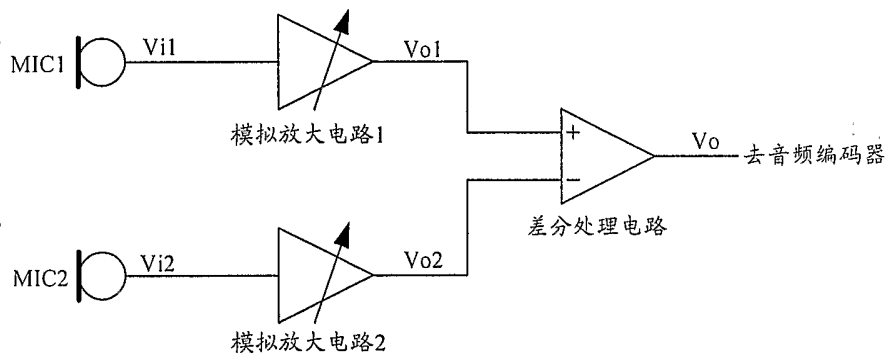 MIC1
Vi1
Vo1
模拟放大电路1
+
−
Vo
去音频编码器
差分处理电路
MIC2
Vi2
Vo2
模拟放大电路2